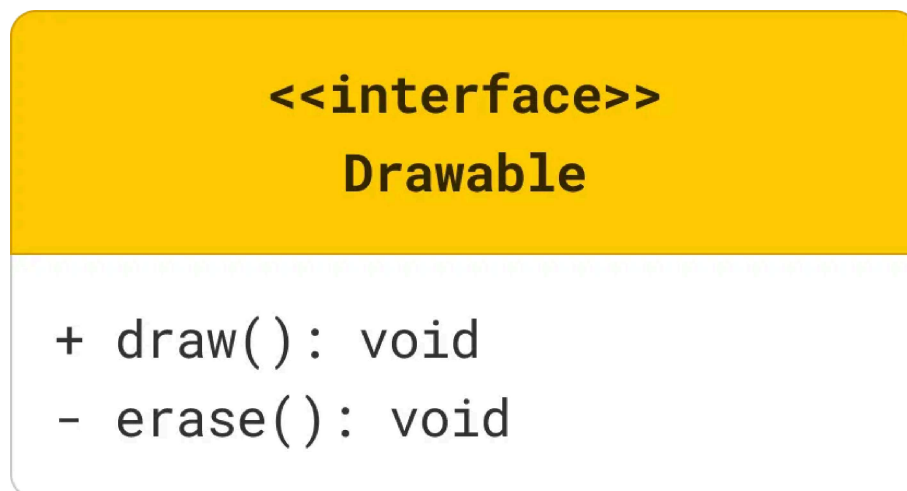 <<interface>>
Drawable
+ draw(): void
- erase(): void